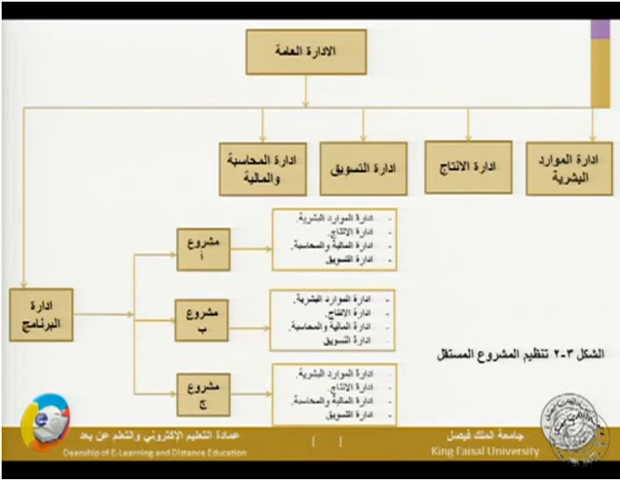 الادارة العامة
ادارة الموارد
البشرية
ادارة الانتاج
ادارة التسويق
ادارة المحاسبة
والمالية
ادارة
البرنامج
مشروع
أ
- ادارة الموارد البشرية.
- ادارة الإنتاج.
- ادارة المالية والمحاسبة.
- ادارة التسويق
مشروع
ب
- ادارة الموارد البشرية.
- ادارة الإنتاج.
- ادارة المالية والمحاسبة.
- ادارة التسويق
مشروع
ج
- ادارة الموارد البشرية.
- ادارة الإنتاج.
- ادارة المالية والمحاسبة.
- ادارة التسويق
الشكل ٣-٢ تنظيم المشروع المستقل
جامعة الملك فيصل
King Faisal University
عمادة التعليم الإلكتروني والتعلم عن بعد
Deanship of E-Learning and Distance Education